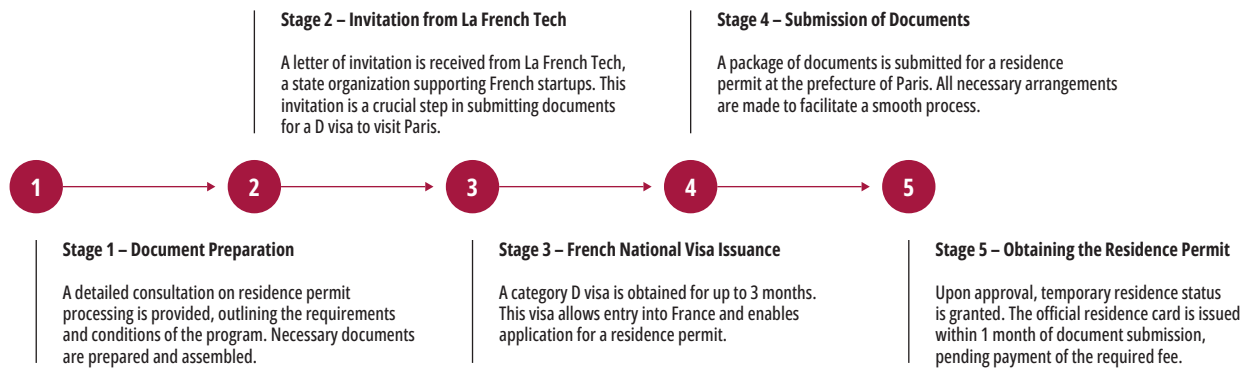 Stage 2 – Invitation from La French Tech
A letter of invitation is received from La French Tech,
a state organization supporting French startups. This
invitation is a crucial step in submitting documents
for a D visa to visit Paris.
Stage 4 – Submission of Documents
A package of documents is submitted for a residence
permit at the prefecture of Paris. All necessary arrangements
are made to facilitate a smooth process.
1
2
3
4
5
Stage 1 – Document Preparation
A detailed consultation on residence permit
processing is provided, outlining the requirements
and conditions of the program. Necessary documents
are prepared and assembled.
Stage 3 – French National Visa Issuance
A category D visa is obtained for up to 3 months.
This visa allows entry into France and enables
application for a residence permit.
Stage 5 – Obtaining the Residence Permit
Upon approval, temporary residence status
is granted. The official residence card is issued
within 1 month of document submission,
pending payment of the required fee.